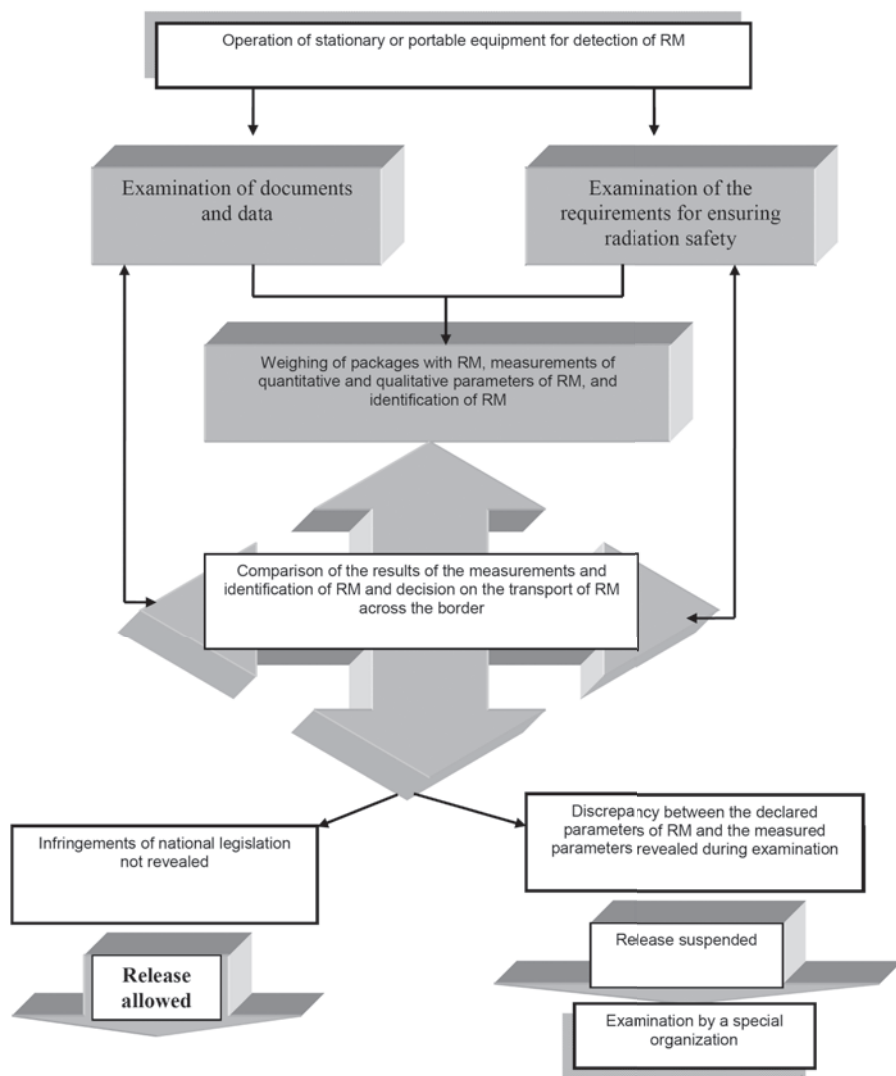 Operation of stationary or portable equipment for detection of RM
Examination of documents
and data
Examination of the
requirements for ensuring
radiation safety
Weighing of packages with RM, measurements of
quantitative and qualitative parameters of RM, and
identification of RM
Comparison of the results of the measurements and
identification of RM and decision on the transport of RM
across the border
Infringements of national legislation
not revealed
Discrepancy between the declared
parameters of RM and the measured
parameters revealed during examination
Release
allowed
Release suspended
Examination by a special
organization